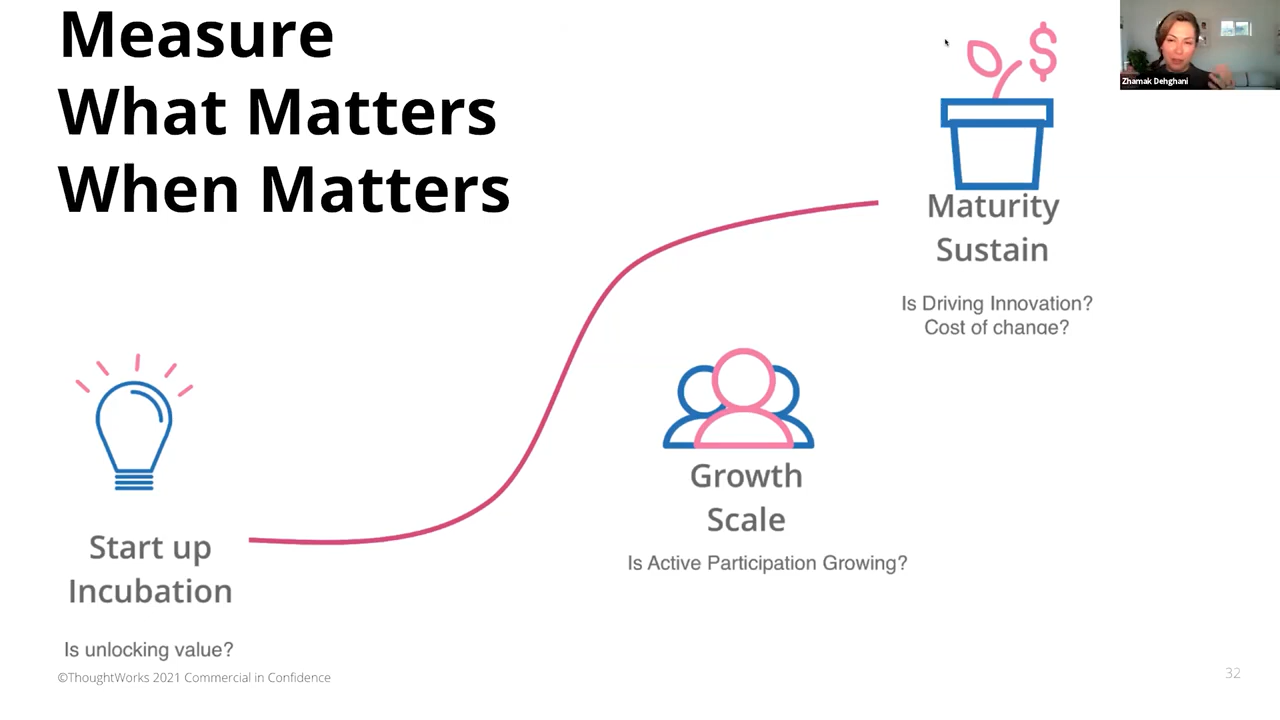 Measure
What Matters
When Matters
Zhamak Dehghani
$
Maturity
Sustain
Is Driving Innovation?
Cost of change?
Growth
Scale
Is Active Participation Growing?
Start up
Incubation
Is unlocking value?
©ThoughtWorks 2021 Commercial in Confidence
32